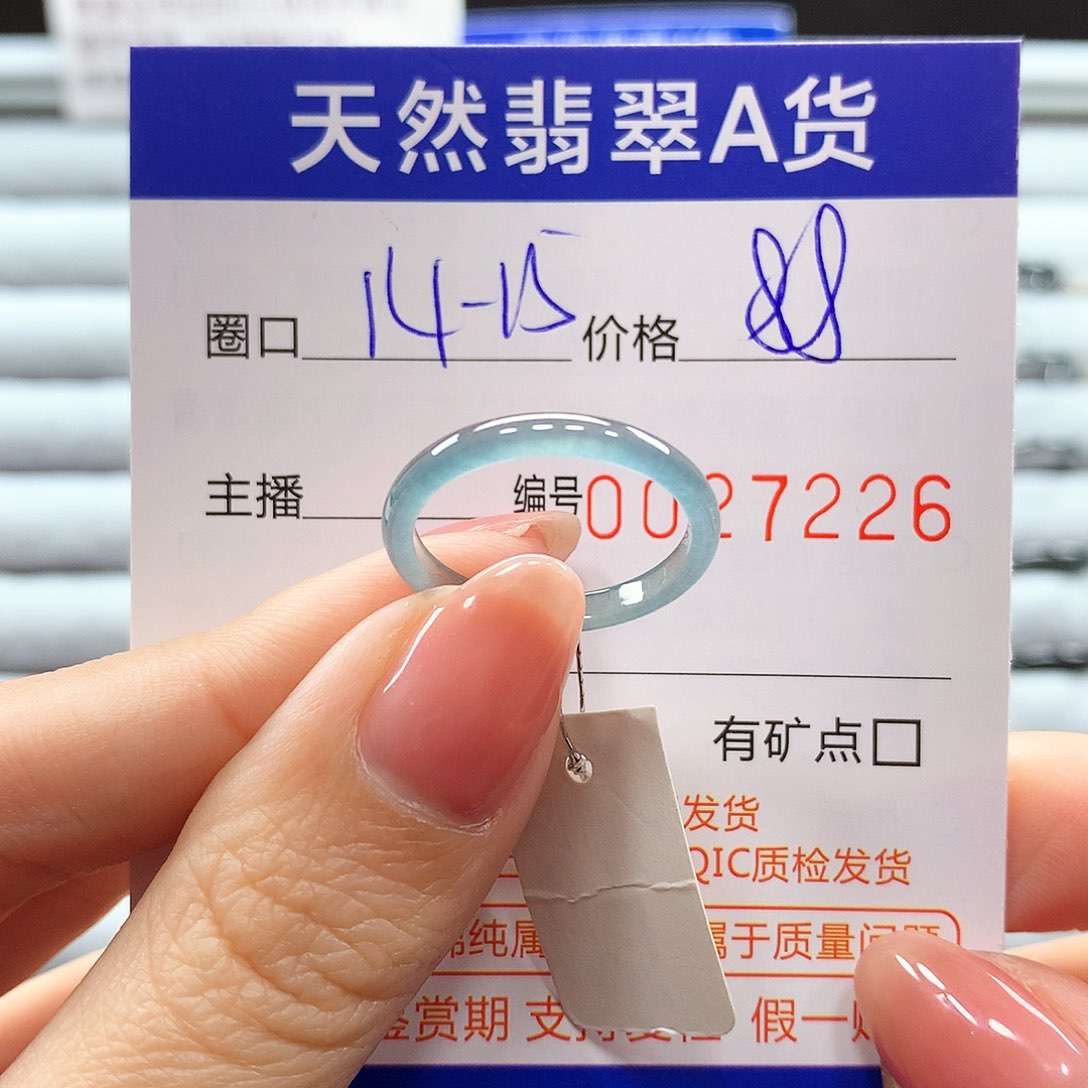 天然翡翠A货
圈口 14-15 价格 88
主播 编号 0027226
有矿点□
发货
QIC质检发货
纯属 属于质量问题
鉴赏期 支持复检 假一